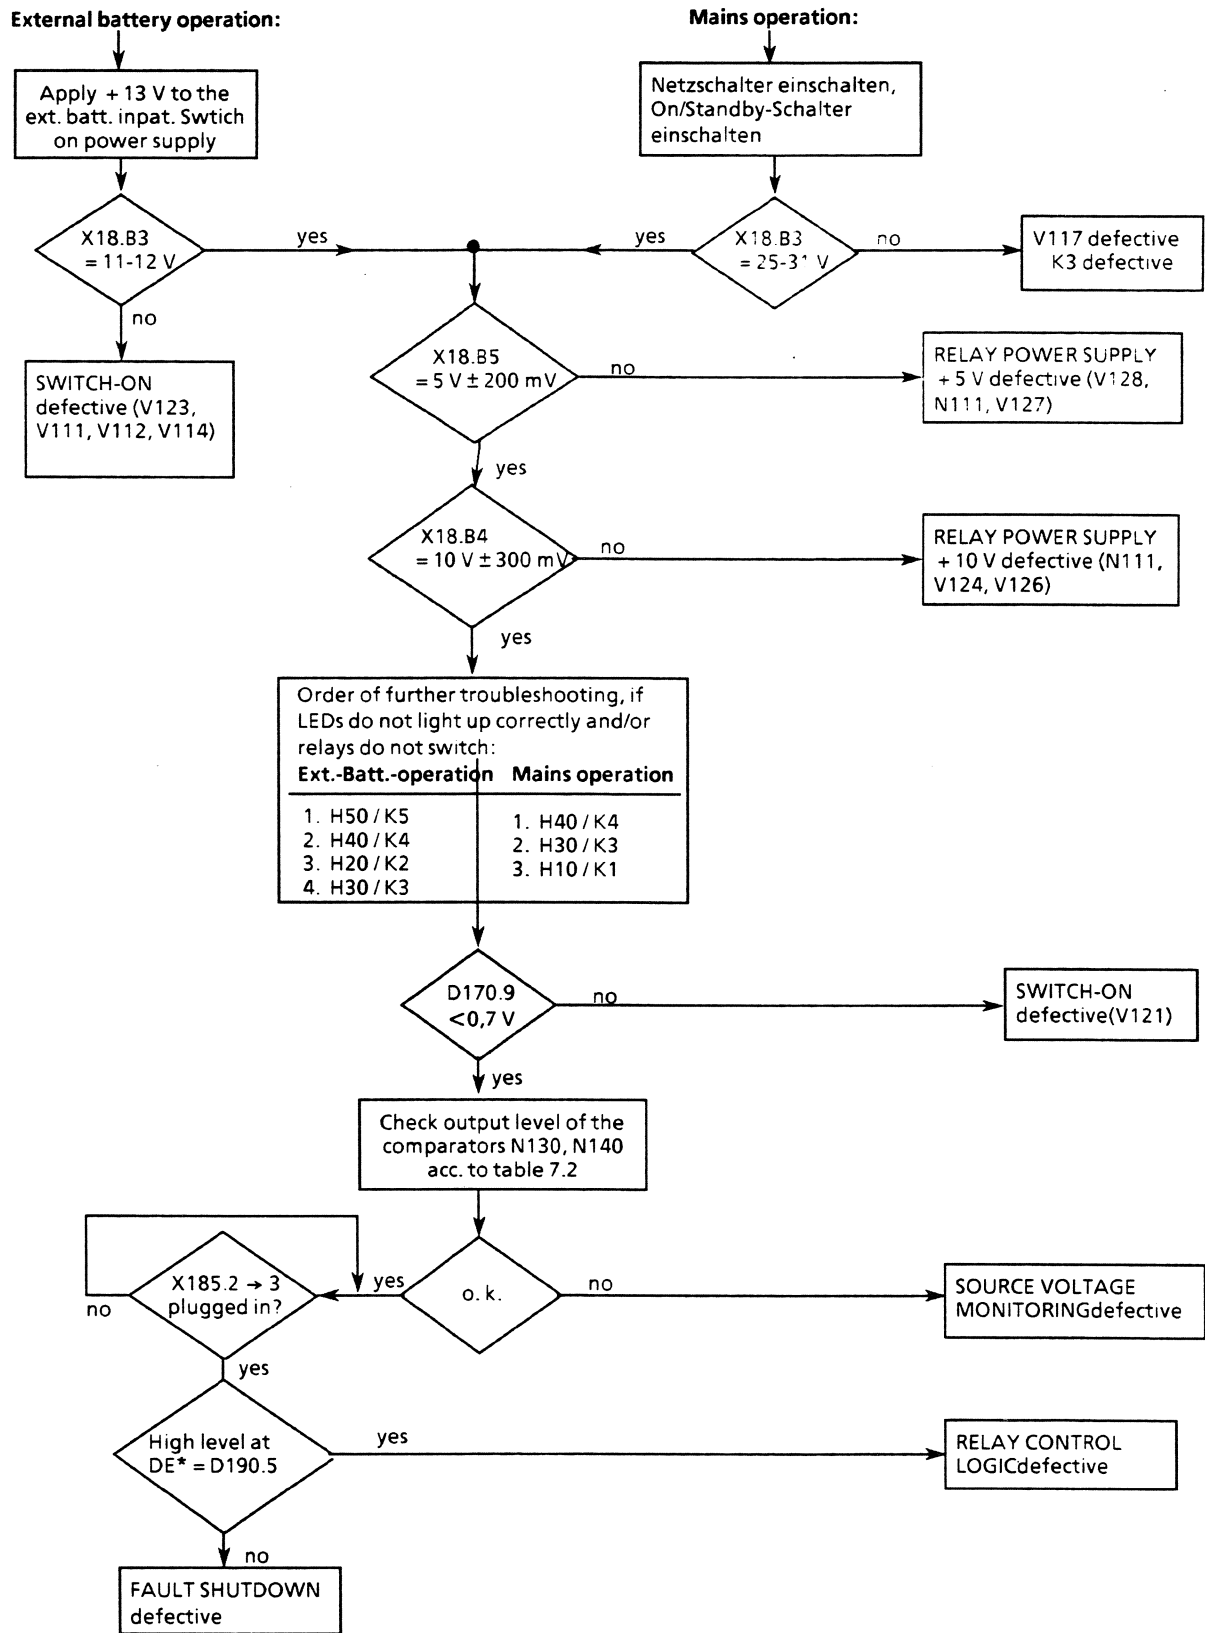 External battery operation:
Mains operation:
Apply + 13 V to the
ext. batt. inpat. Swtich
on power supply
Netzschalter einschalten,
On/Standby-Schalter
einschalten
X18.B3
= 11-12 V
yes
yes
X18.B3
= 25-31 V
no
V117 defective
K3 defective
no
SWITCH-ON
defective (V123,
V111, V112, V114)
X18.B5
= 5 V ± 200 mV
no
RELAY POWER SUPPLY
+ 5 V defective (V128,
N111, V127)
yes
X18.B4
= 10 V ± 300 mV
no
RELAY POWER SUPPLY
+ 10 V defective (N111,
V124, V126)
yes
Order of further troubleshooting, if
LEDs do not light up correctly and/or
relays do not switch:
Ext.-Batt.-operation Mains operation
1. H50 / K5
2. H40 / K4
3. H20 / K2
4. H30 / K3
1. H40 / K4
2. H30 / K3
3. H10 / K1
D170.9
<0,7 V
no
SWITCH-ON
defective(V121)
yes
Check output level of the
comparators N130, N140
acc. to table 7.2
X185.2 → 3
plugged in?
no
yes
o. k.
no
SOURCE VOLTAGE
MONITORINGdefective
yes
High level at
DE* = D190.5
yes
RELAY CONTROL
LOGICdefective
no
FAULT SHUTDOWN
defective